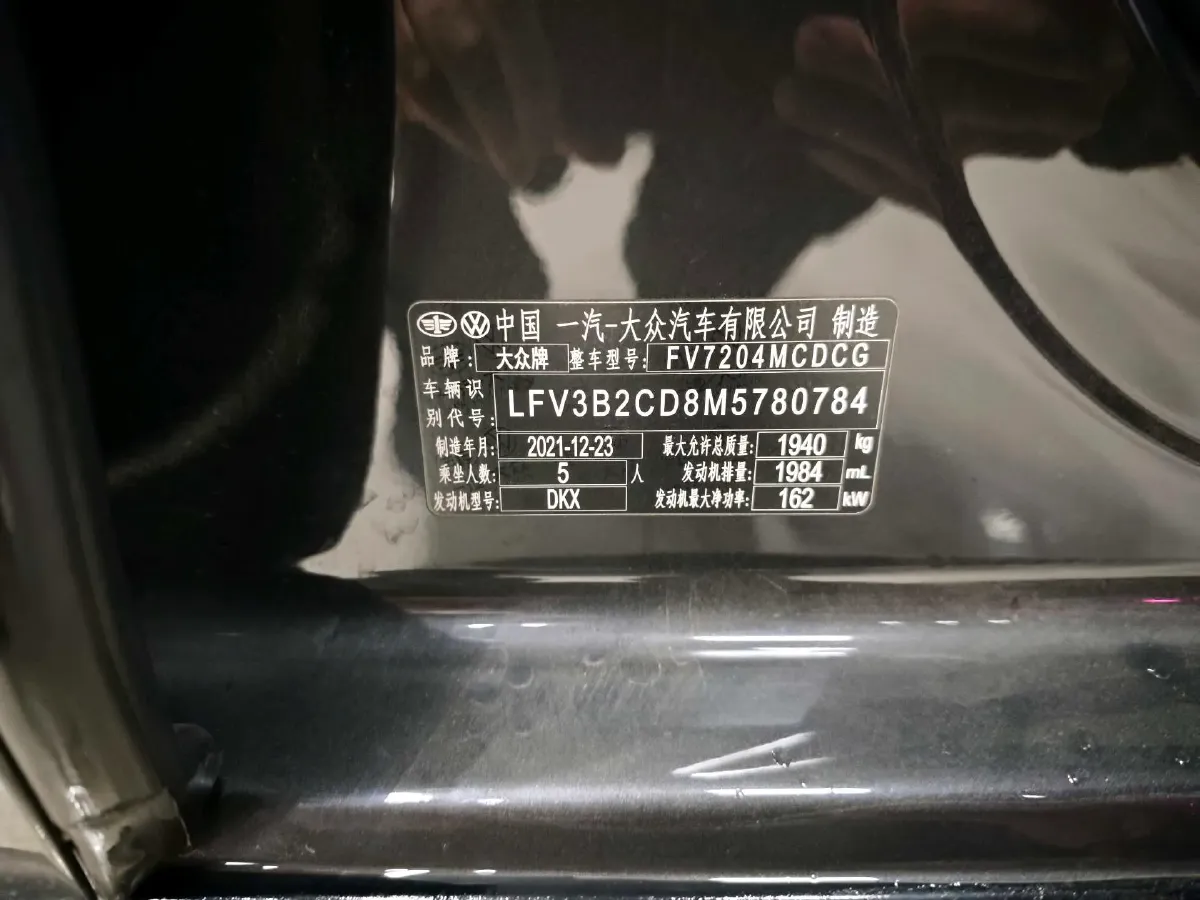 中国 一汽-大众汽车有限公司 制造
品牌: 大众牌 整车型号: FV7204MCDCG
车辆识别代号: LFV3B2CD8M5780784
制造年月: 2021-12-23 最大允许总质量: 1940 kg
乘坐人数: 5 人 发动机排量: 1984 mL
发动机型号: DKX 发动机最大净功率: 162 kW